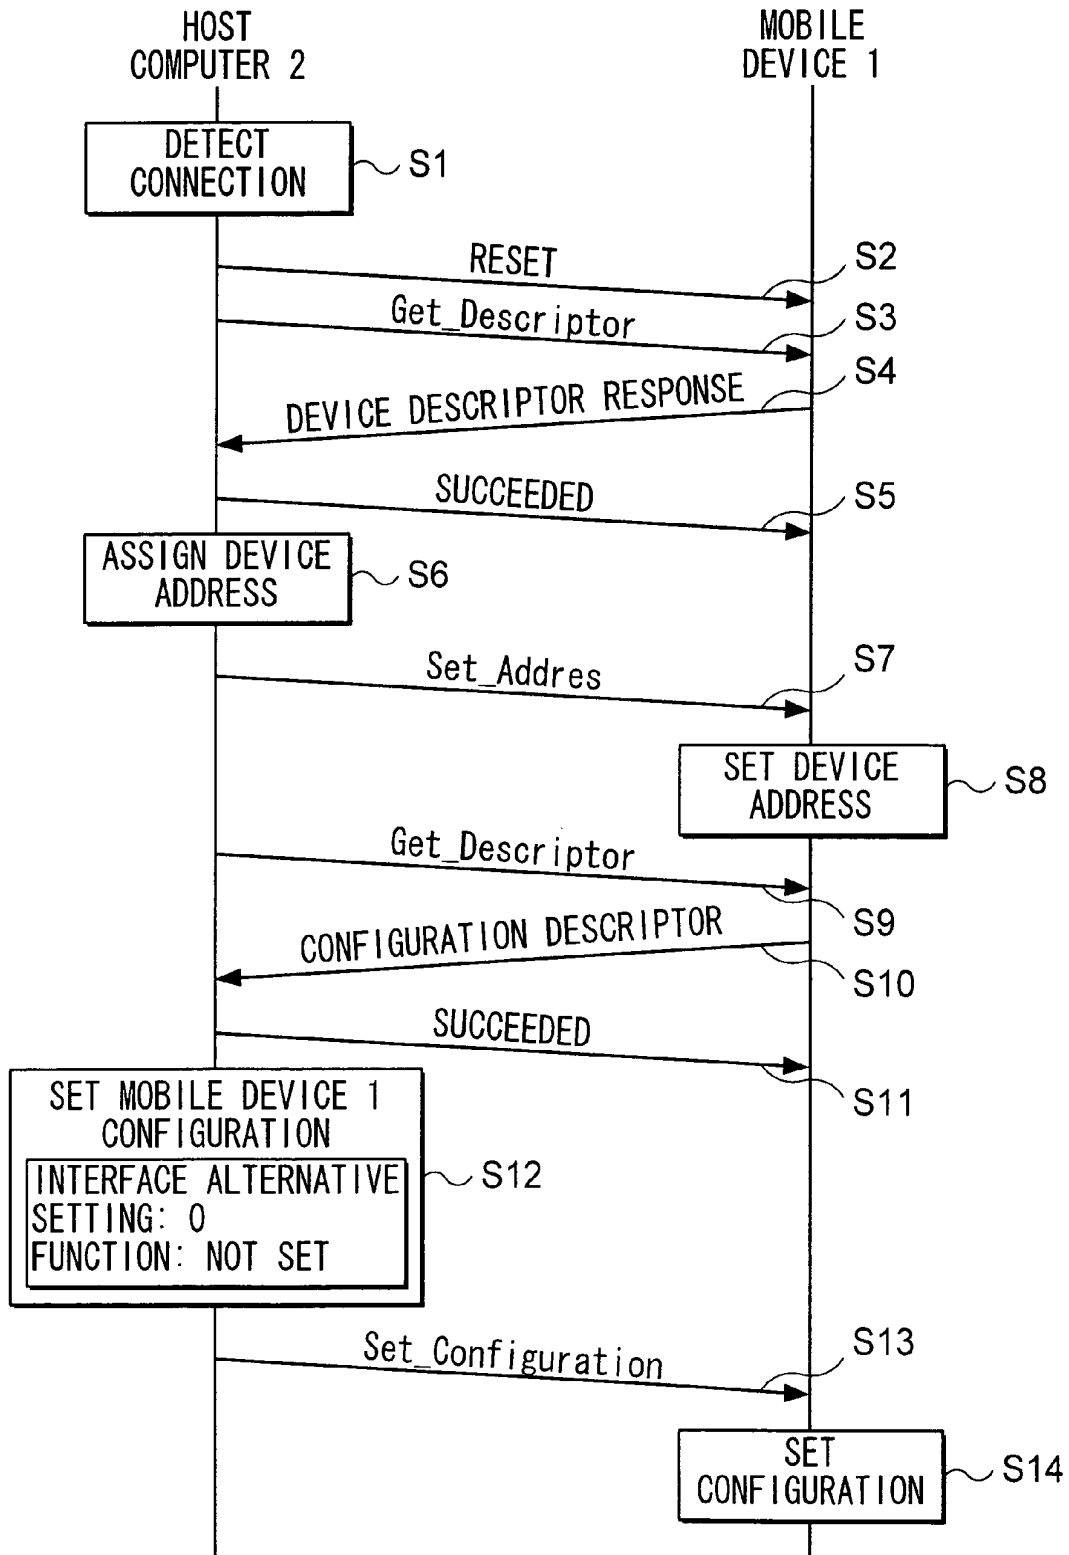 HOST
COMPUTER 2
MOBILE
DEVICE 1
DETECT
CONNECTION
S1
RESET
S2
Get_Descriptor
S3
DEVICE DESCRIPTOR RESPONSE
S4
SUCCEEDED
S5
ASSIGN DEVICE
ADDRESS
S6
Set_Addres
S7
SET DEVICE
ADDRESS
S8
Get_Descriptor
S9
CONFIGURATION DESCRIPTOR
S10
SUCCEEDED
S11
SET MOBILE DEVICE 1
CONFIGURATION
INTERFACE ALTERNATIVE
SETTING: 0
FUNCTION: NOT SET
S12
Set_Configuration
S13
SET
CONFIGURATION
S14